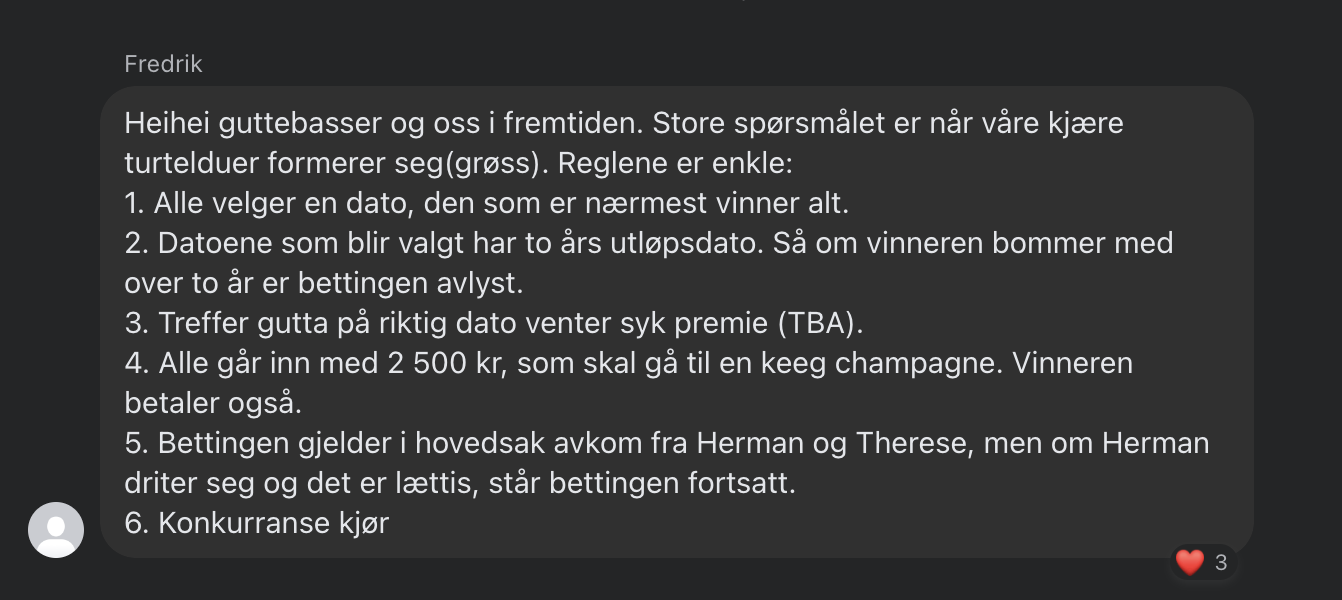 Fredrik
Heihei guttebasser og oss i fremtiden. Store spørsmålet er når våre kjære
turtelduer formerer seg(grøss). Reglene er enkle:
1. Alle velger en dato, den som er nærmest vinner alt.
2. Datoene som blir valgt har to års utløpsdato. Så om vinneren bommer med
over to år er bettingen avlyst.
3. Treffer gutta på riktig dato venter syk premie (TBA).
4. Alle går inn med 2 500 kr, som skal gå til en keeg champagne. Vinneren
betaler også.
5. Bettingen gjelder i hovedsak avkom fra Herman og Therese, men om Herman
driter seg og det er lættis, står bettingen fortsatt.
6. Konkurranse kjør
❤️ 3